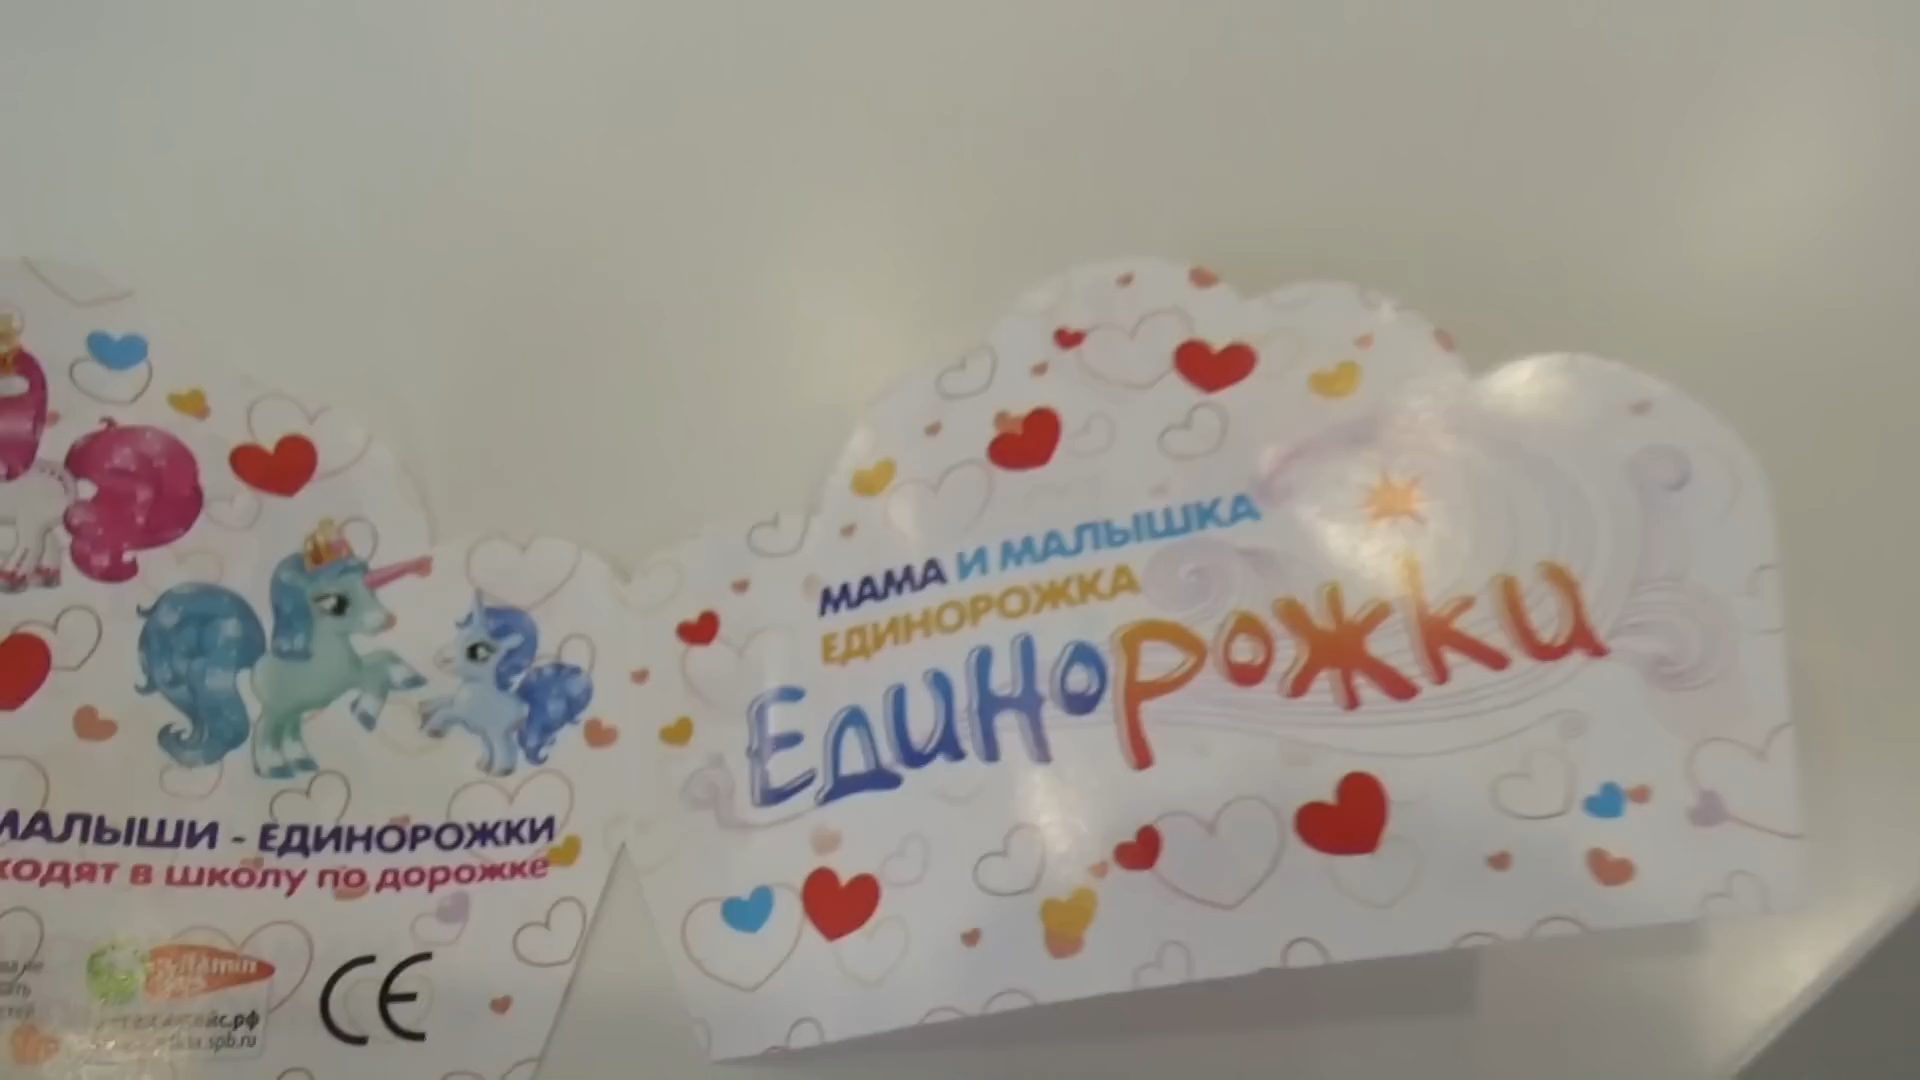 МАМА И МАЛЫШКА
ЕДИНОРОЖКА
ЕДИНОРОЖКИ
МАЛЫШИ - ЕДИНОРОЖКИ
ХОДЯТ В ШКОЛУ ПО ДОРОЖКЕ
CE